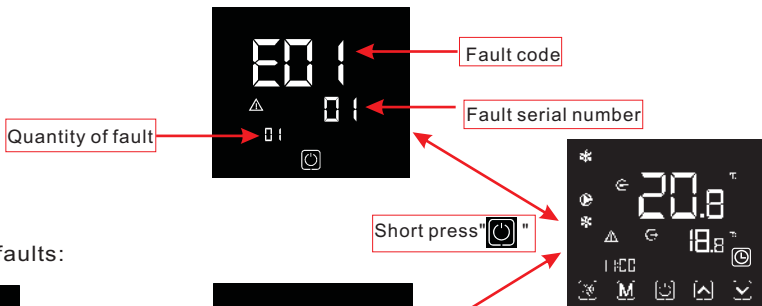 E01
Fault code
01
Fault serial number
Quantity of fault
01
20.8
Short press" "
18.8
faults:
M